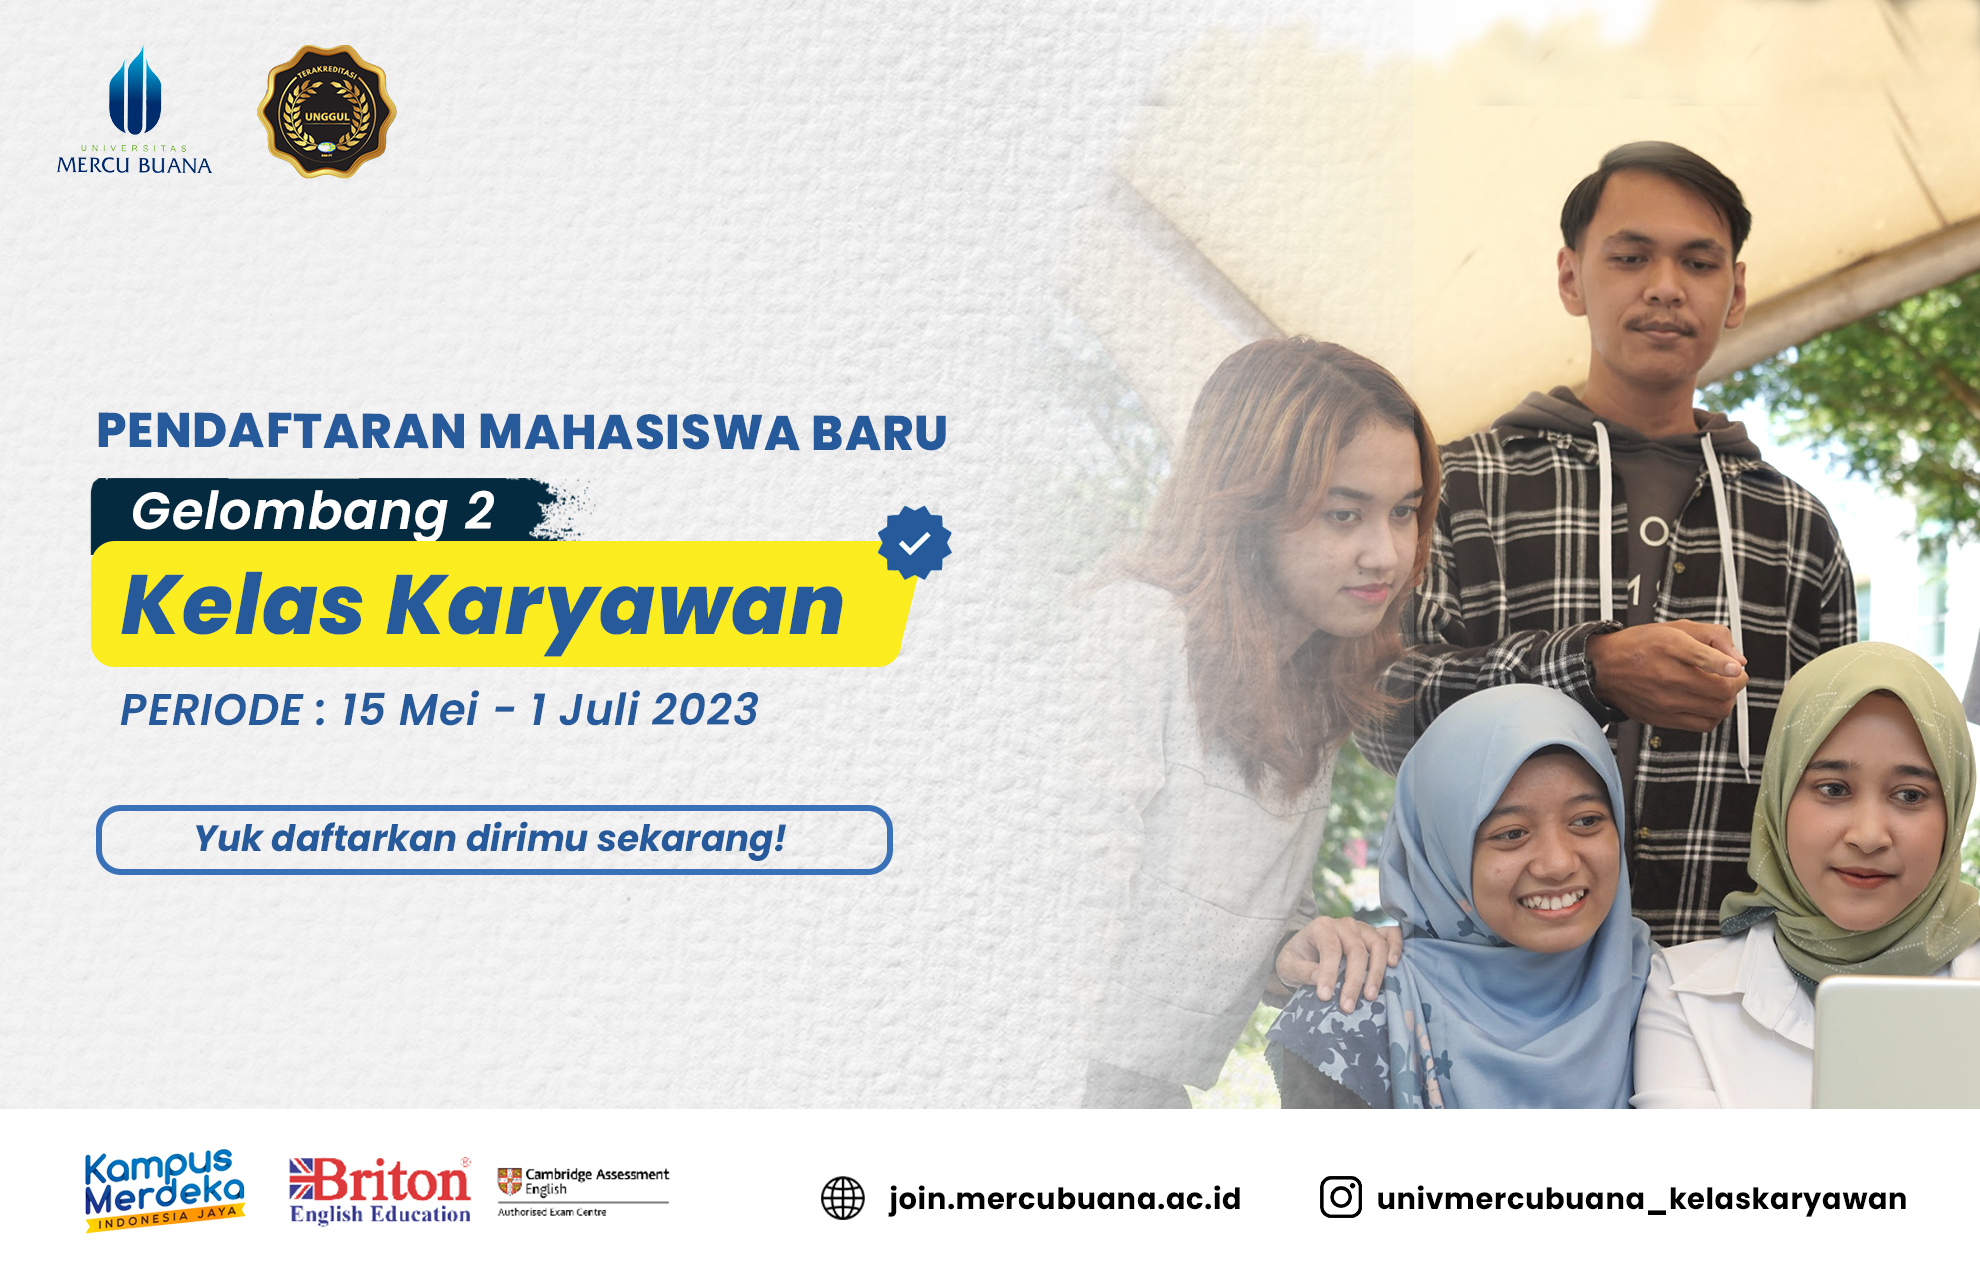 UNIVERSITAS
MERCU BUANA
TERAKREDITASI
UNGGUL
PENDAFTARAN MAHASISWA BARU
Gelombang 2
Kelas Karyawan
PERIODE : 15 Mei - 1 Juli 2023
Yuk daftarkan dirimu sekarang!
Kampus
Merdeka
INDONESIA JAYA
Briton®
English Education
Cambridge Assessment
English
Authorised Exam Centre
join.mercubuana.ac.id
univmercubuana_kelaskaryawan